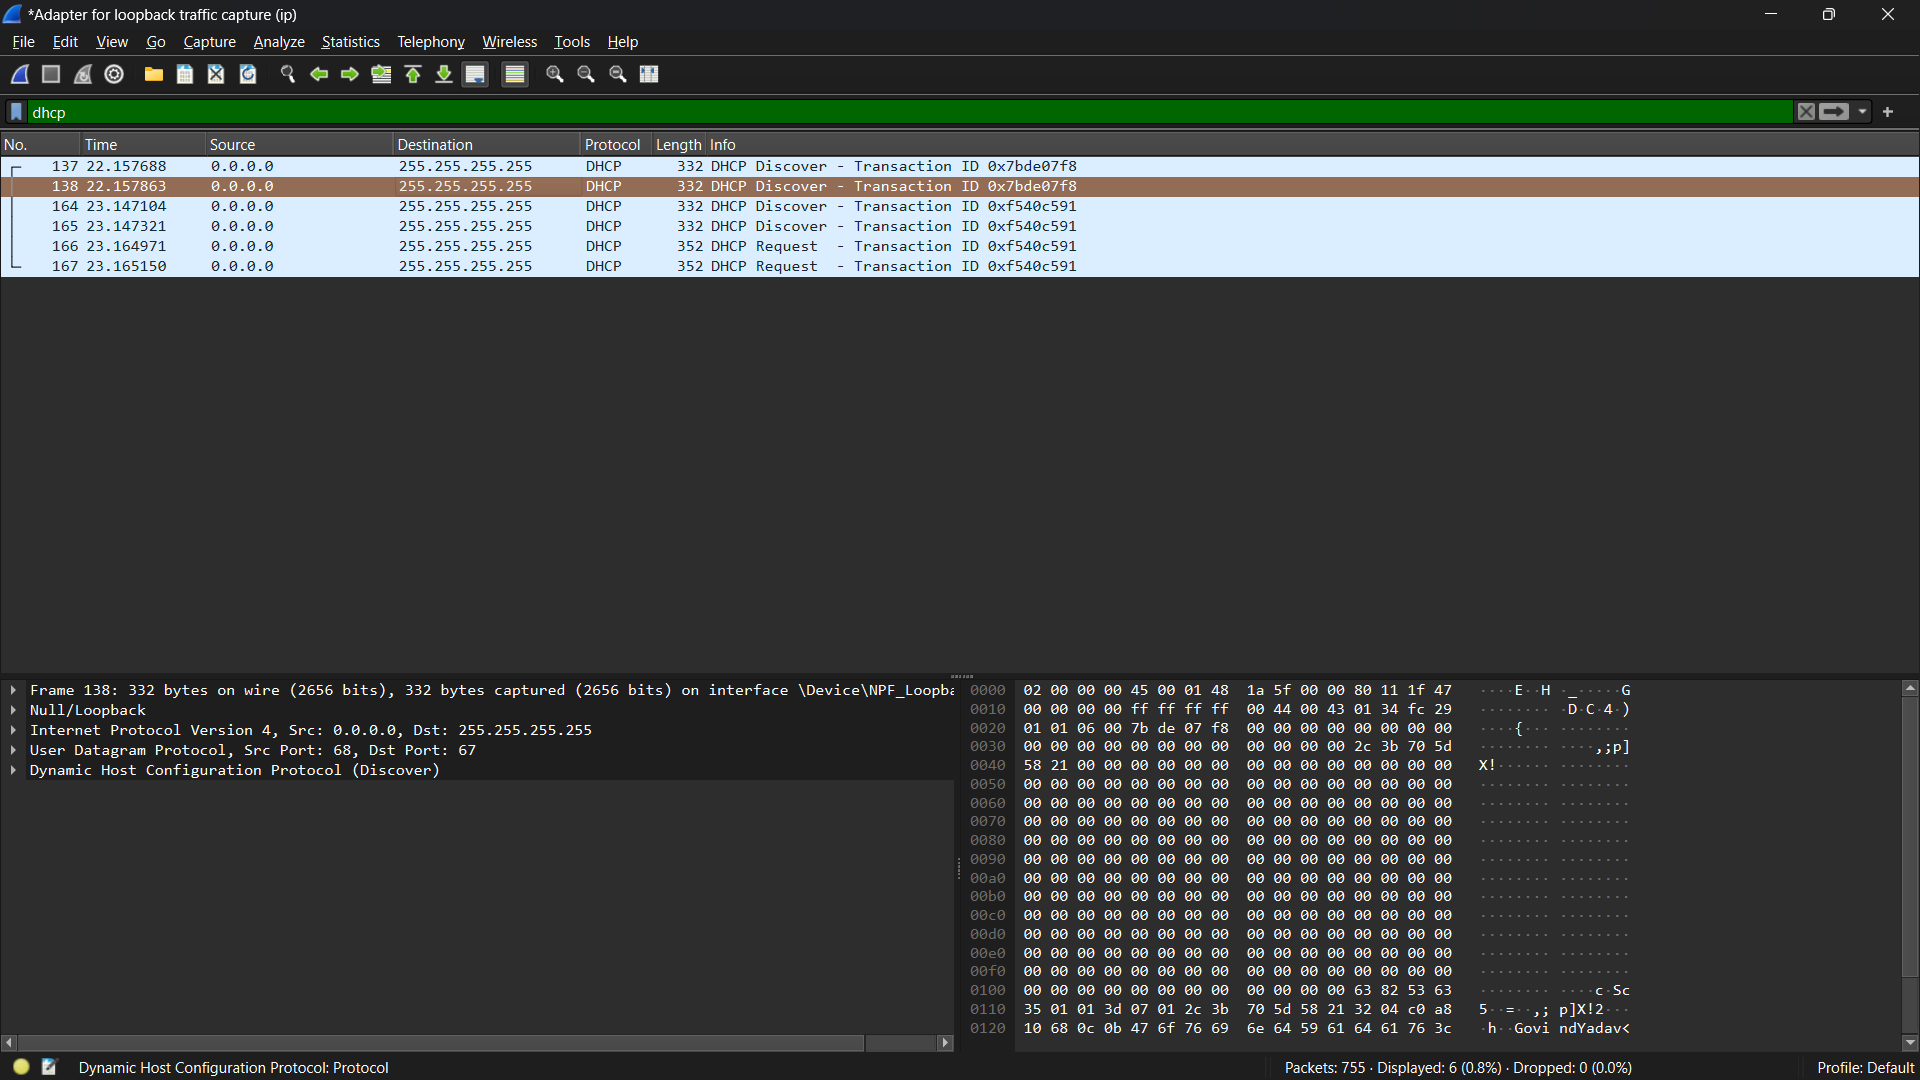 *Adapter for loopback traffic capture (ip)
File Edit View Go Capture Analyze Statistics Telephony Wireless Tools Help
dhcp
No. Time Source Destination Protocol Length Info
137 22.157688 0.0.0.0 255.255.255.255 DHCP 332 DHCP Discover - Transaction ID 0x7bde07f8
138 22.157863 0.0.0.0 255.255.255.255 DHCP 332 DHCP Discover - Transaction ID 0x7bde07f8
164 23.147104 0.0.0.0 255.255.255.255 DHCP 332 DHCP Discover - Transaction ID 0xf540c591
165 23.147321 0.0.0.0 255.255.255.255 DHCP 332 DHCP Discover - Transaction ID 0xf540c591
166 23.164971 0.0.0.0 255.255.255.255 DHCP 352 DHCP Request - Transaction ID 0xf540c591
167 23.165150 0.0.0.0 255.255.255.255 DHCP 352 DHCP Request - Transaction ID 0xf540c591
Frame 138: 332 bytes on wire (2656 bits), 332 bytes captured (2656 bits) on interface \Device\NPF_Loopba
Null/Loopback
Internet Protocol Version 4, Src: 0.0.0.0, Dst: 255.255.255.255
User Datagram Protocol, Src Port: 68, Dst Port: 67
Dynamic Host Configuration Protocol (Discover)
0000 02 00 00 00 45 00 01 48 1a 5f 00 00 80 11 1f 47 ····E··H ·_·····G
0010 00 00 00 00 ff ff ff ff 00 44 00 43 01 34 fc 29 ········ ·D·C·4·)
0020 01 01 06 00 7b de 07 f8 00 00 00 00 00 00 00 00 ····{··· ········
0030 00 00 00 00 00 00 00 00 00 00 00 00 2c 3b 70 5d ········ ····,;p]
0040 58 21 00 00 00 00 00 00 00 00 00 00 00 00 00 00 X!······ ········
0050 00 00 00 00 00 00 00 00 00 00 00 00 00 00 00 00 ········ ········
0060 00 00 00 00 00 00 00 00 00 00 00 00 00 00 00 00 ········ ········
0070 00 00 00 00 00 00 00 00 00 00 00 00 00 00 00 00 ········ ········
0080 00 00 00 00 00 00 00 00 00 00 00 00 00 00 00 00 ········ ········
0090 00 00 00 00 00 00 00 00 00 00 00 00 00 00 00 00 ········ ········
00a0 00 00 00 00 00 00 00 00 00 00 00 00 00 00 00 00 ········ ········
00b0 00 00 00 00 00 00 00 00 00 00 00 00 00 00 00 00 ········ ········
00c0 00 00 00 00 00 00 00 00 00 00 00 00 00 00 00 00 ········ ········
00d0 00 00 00 00 00 00 00 00 00 00 00 00 00 00 00 00 ········ ········
00e0 00 00 00 00 00 00 00 00 00 00 00 00 00 00 00 00 ········ ········
00f0 00 00 00 00 00 00 00 00 00 00 00 00 00 00 00 00 ········ ········
0100 00 00 00 00 00 00 00 00 00 00 00 00 63 82 53 63 ········ ····c·Sc
0110 35 01 01 3d 07 01 2c 3b 70 5d 58 21 32 04 c0 a8 5··=··,; p]X!2···
0120 10 68 0c 0b 47 6f 76 69 6e 64 59 61 64 61 76 3c ·h··Govi ndYadav<
Dynamic Host Configuration Protocol: Protocol
Packets: 755 · Displayed: 6 (0.8%) · Dropped: 0 (0.0%)
Profile: Default